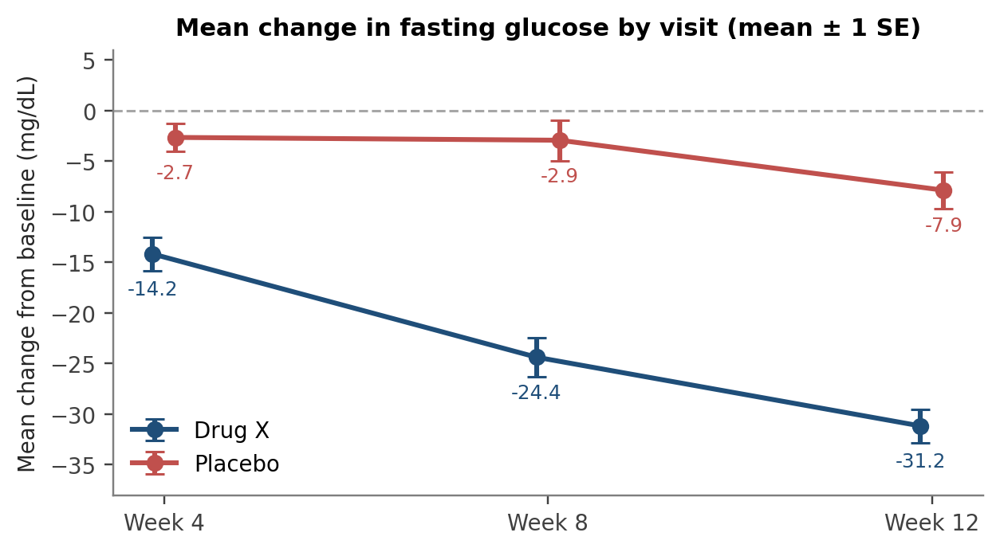 Mean change in fasting glucose by visit (mean ± 1 SE)
Mean change from baseline (mg/dL)
5
0
−5
−10
−15
−20
−25
−30
−35
-2.7
-2.9
-7.9
-14.2
-24.4
-31.2
Drug X
Placebo
Week 4
Week 8
Week 12